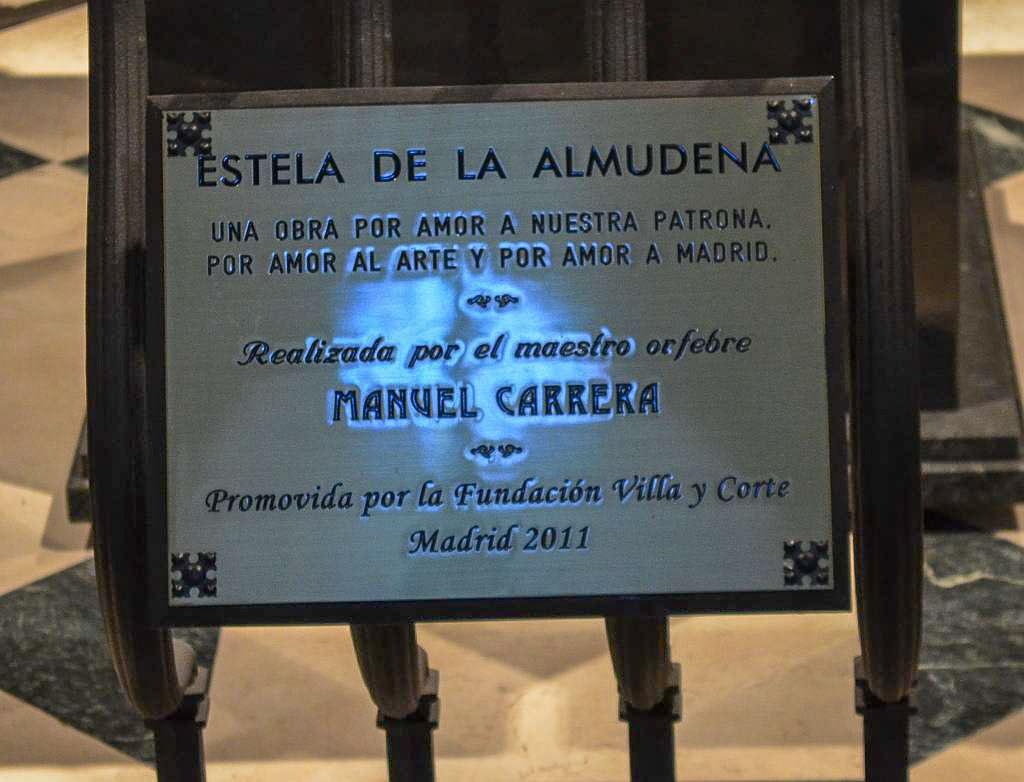 ESTELA DE LA ALMUDENA
UNA OBRA POR AMOR A NUESTRA PATRONA.
POR AMOR AL ARTE Y POR AMOR A MADRID.
Realizada por el maestro orfebre
MANUEL CARRERA
Promovida por la Fundación Villa y Corte
Madrid 2011